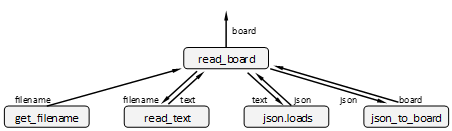 board
read_board
filename filename text text json json board
get_filename read_text json.loads json_to_board